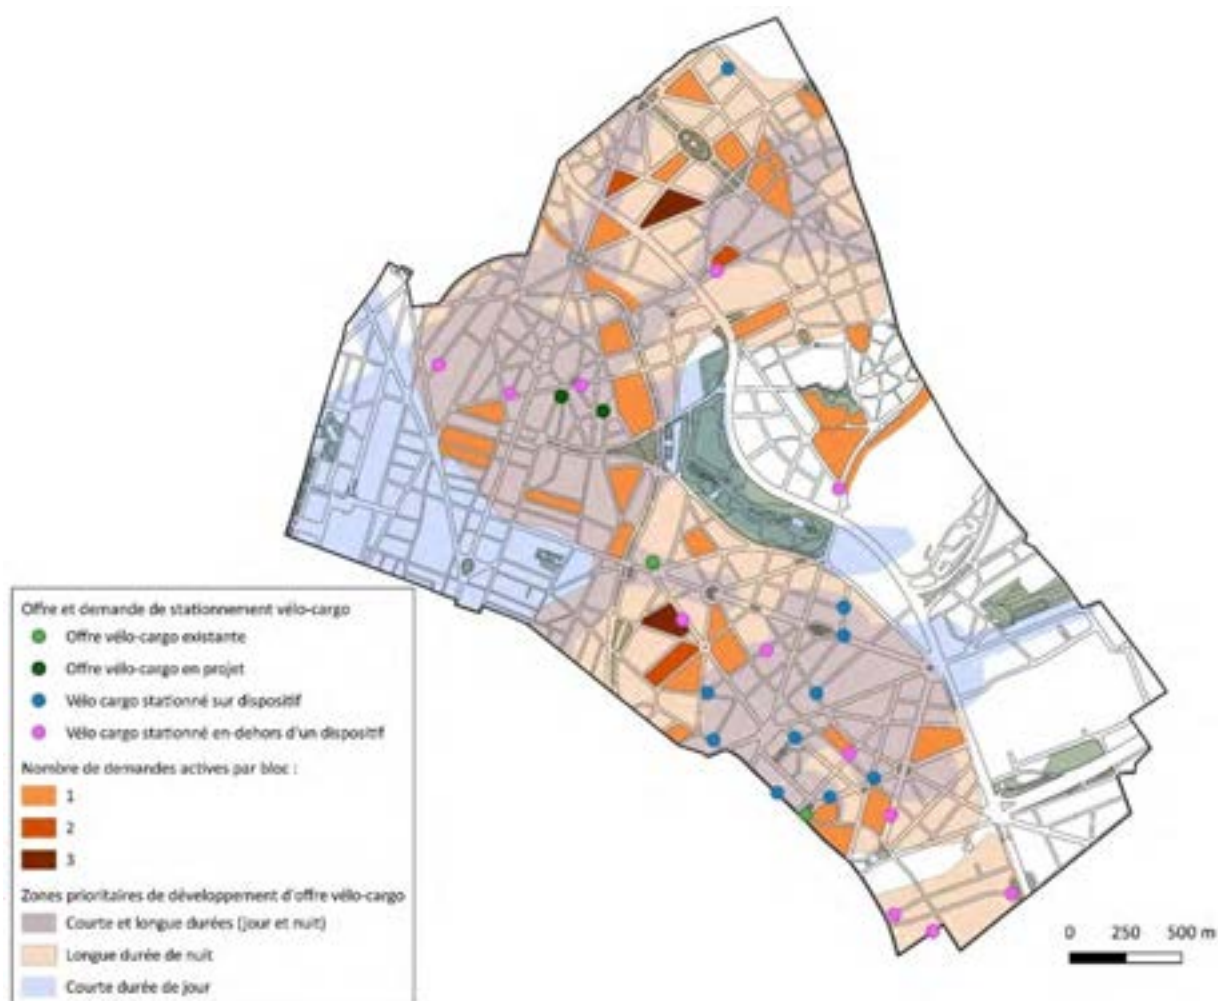 Offre et demande de stationnement vélo-cargo
Offre vélo-cargo existante
Offre vélo-cargo en projet
Vélo cargo stationné sur dispositif
Vélo cargo stationné en-dehors d'un dispositif
Nombre de demandes actives par bloc :
1
2
3
Zones prioritaires de développement d'offre vélo-cargo
Courte et longue durées (jour et nuit)
Longue durée de nuit
Courte durée de jour
0 250 500 m